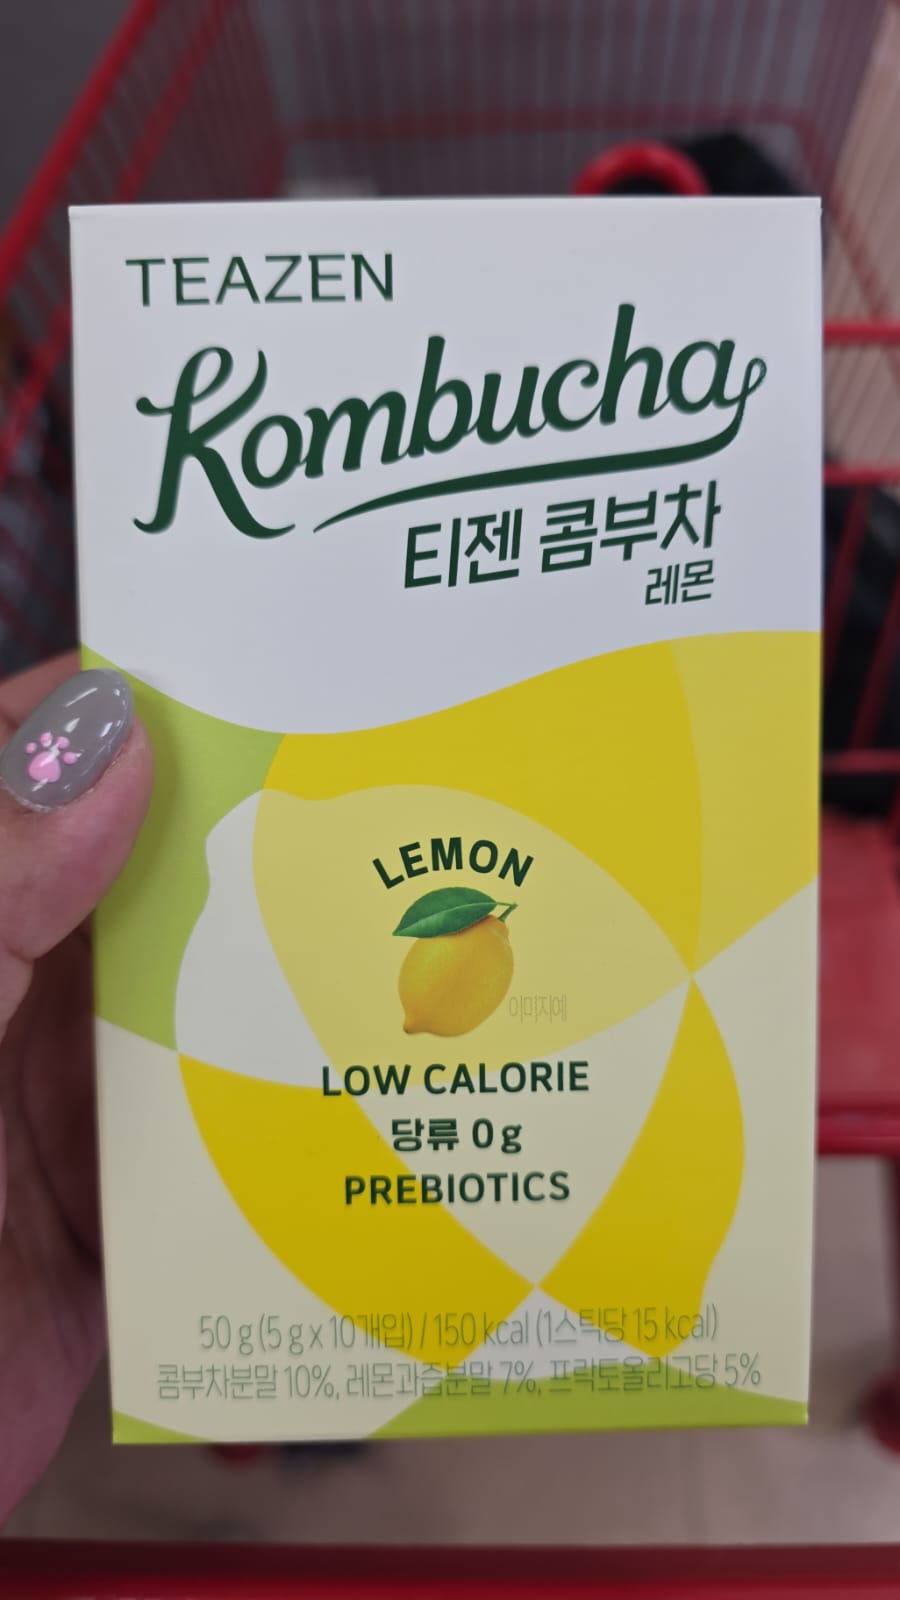 TEAZEN
Kombucha
티젠 콤부차
레몬
LEMON
이미지예
LOW CALORIE
당류 0g
PREBIOTICS
50 g (5 g x 10개입) / 150 kcal (1스틱당 15 kcal)
콤부차분말 10%, 레몬과즙분말 7%, 프락토올리고당 5%